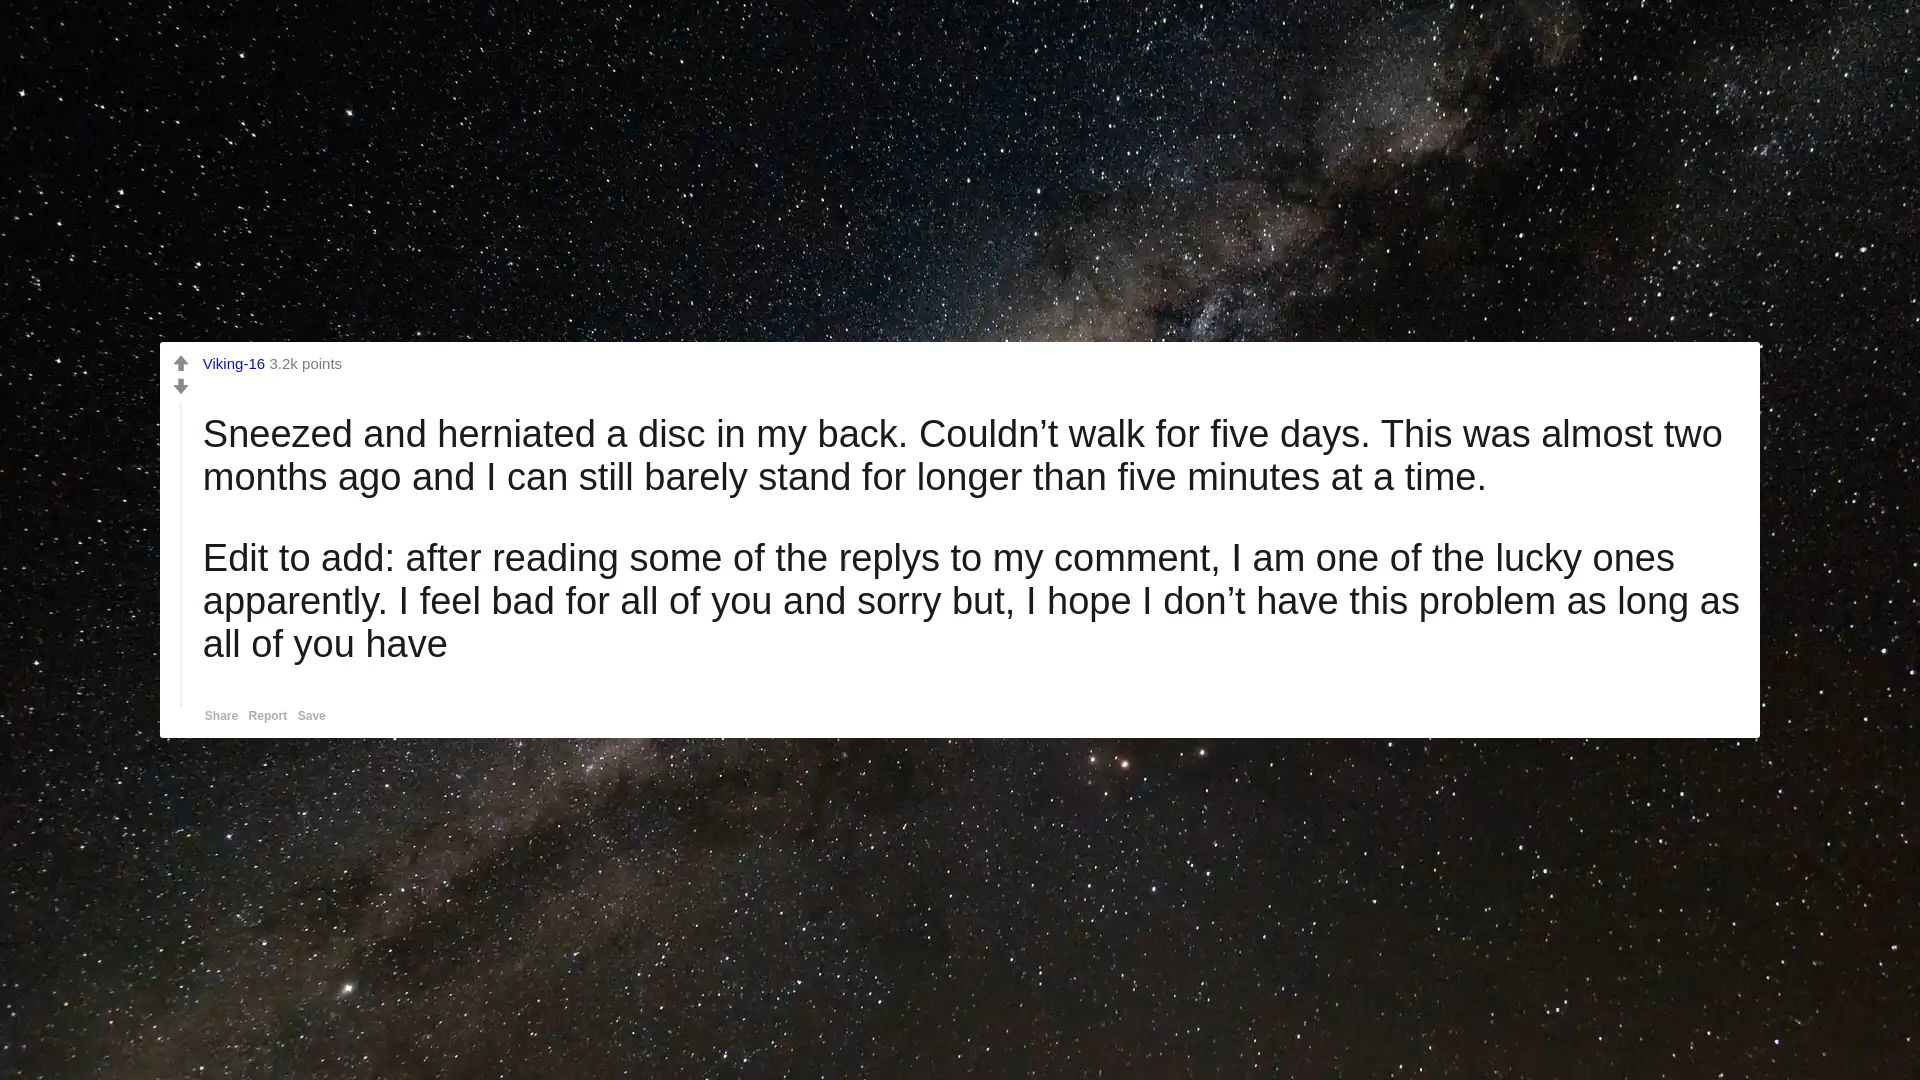 Viking-16 3.2k points
Sneezed and herniated a disc in my back. Couldn’t walk for five days. This was almost two
months ago and I can still barely stand for longer than five minutes at a time.
Edit to add: after reading some of the replys to my comment, I am one of the lucky ones
apparently. I feel bad for all of you and sorry but, I hope I don’t have this problem as long as
all of you have
Share Report Save